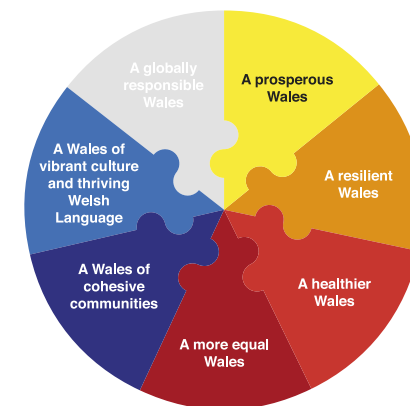 A prosperous
Wales
A resilient
Wales
A healthier
Wales
A more equal
Wales
A Wales of
cohesive
communities
A Wales of
vibrant culture
and thriving
Welsh
Language
A globally
responsible
Wales